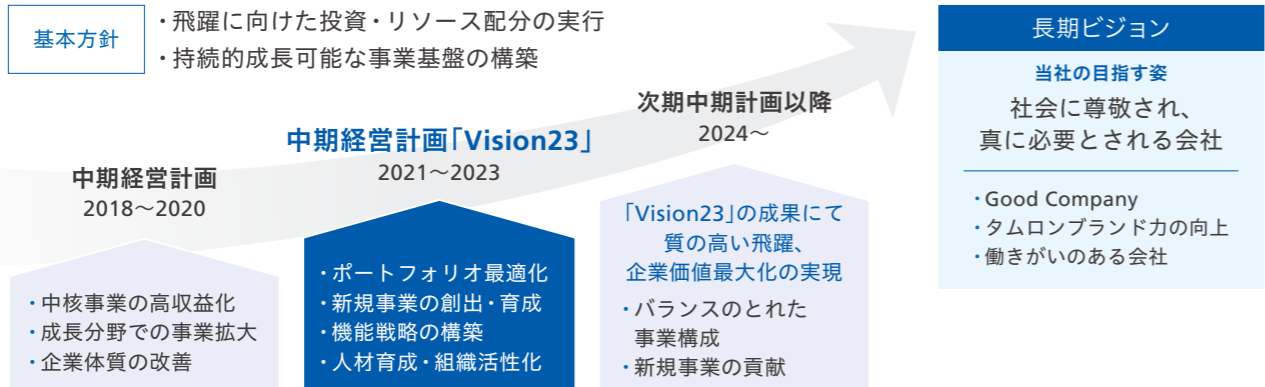 基本方針
・飛躍に向けた投資・リソース配分の実行
・持続的成長可能な事業基盤の構築
中期経営計画
2018～2020
・中核事業の高収益化
・成長分野での事業拡大
・企業体質の改善
中期経営計画「Vision23」
2021～2023
・ポートフォリオ最適化
・新規事業の創出・育成
・機能戦略の構築
・人材育成・組織活性化
次期中期計画以降
2024～
「Vision23」の成果にて
質の高い飛躍、
企業価値最大化の実現
・バランスのとれた
事業構成
・新規事業の貢献
長期ビジョン
当社の目指す姿
社会に尊敬され、
真に必要とされる会社
・Good Company
・タムロンブランド力の向上
・働きがいのある会社